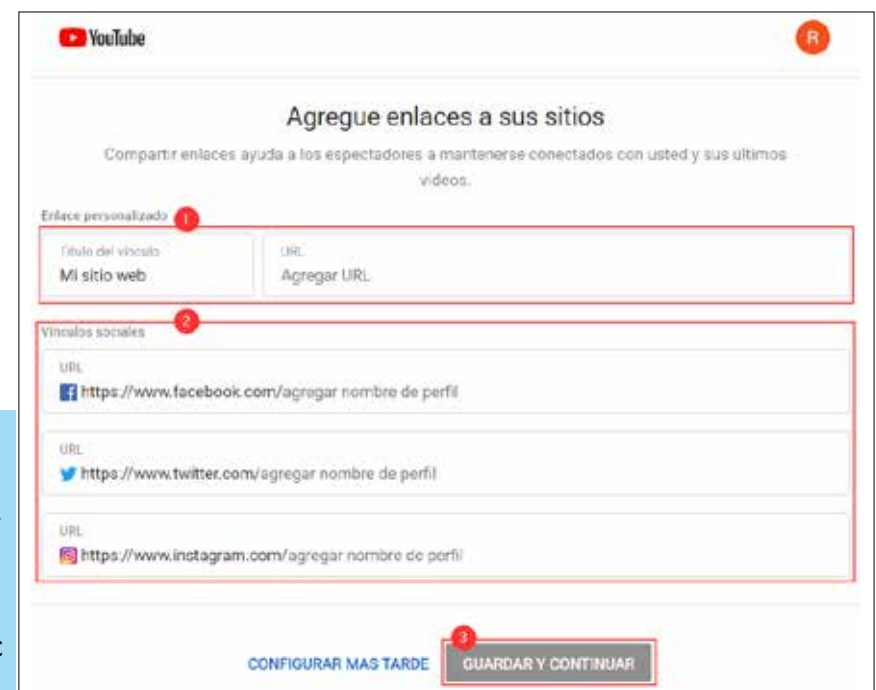 YouTube
R
Agregue enlaces a sus sitios
Compartir enlaces ayuda a los espectadores a mantenerse conectados con usted y sus ultimos
videos.
Enlace personalizado 1
Titulo del vinculo
Mi sitio web
URL
Agregar URL
2
Vinculos sociales
URL
https://www.facebook.com/agregar nombre de perfil
URL
https://www.twitter.com/agregar nombre de perfil
URL
https://www.instagram.com/agregar nombre de perfil
3
CONFIGURAR MAS TARDE GUARDAR Y CONTINUAR